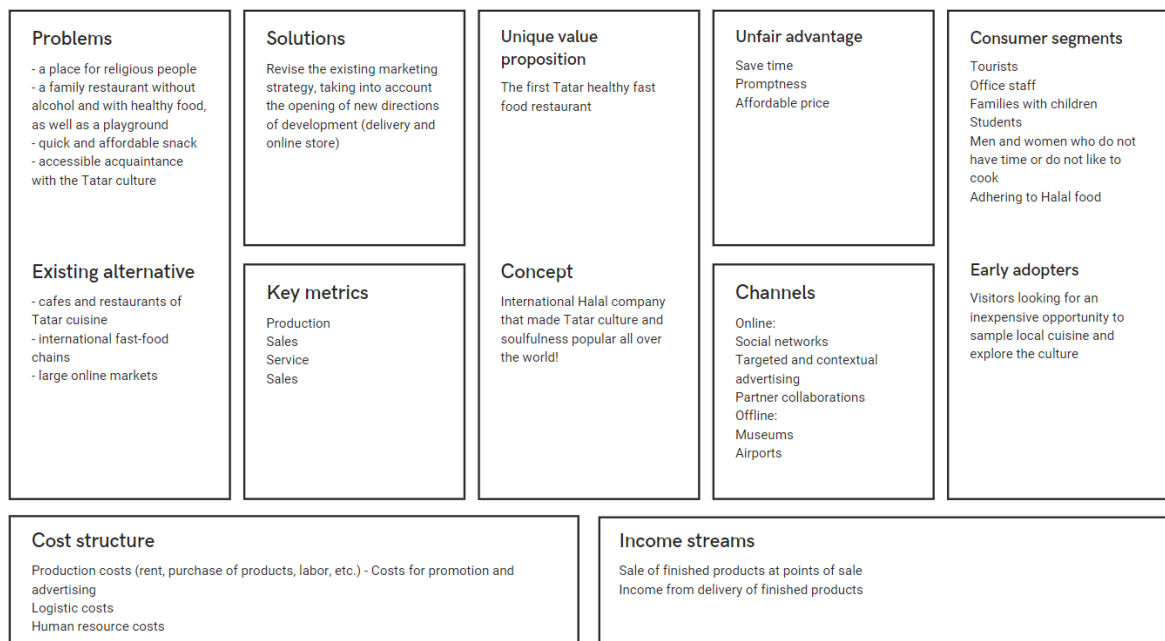 Problems
- a place for religious people
- a family restaurant without
alcohol and with healthy food,
as well as a playground
- quick and affordable snack
- accessible acquaintance
with the Tatar culture
Existing alternative
- cafes and restaurants of
Tatar cuisine
- international fast-food
chains
- large online markets
Solutions
Revise the existing marketing
strategy, taking into account
the opening of new directions
of development (delivery and
online store)
Key metrics
Production
Sales
Service
Sales
Unique value
proposition
The first Tatar healthy fast
food restaurant
Concept
International Halal company
that made Tatar culture and
soulfulness popular all over
the world!
Unfair advantage
Save time
Promptness
Affordable price
Channels
Online:
Social networks
Targeted and contextual
advertising
Partner collaborations
Offline:
Museums
Airports
Consumer segments
Tourists
Office staff
Families with children
Students
Men and women who do not
have time or do not like to
cook
Adhering to Halal food
Early adopters
Visitors looking for an
inexpensive opportunity to
sample local cuisine and
explore the culture
Cost structure
Production costs (rent, purchase of products, labor, etc.) - Costs for promotion and
advertising
Logistic costs
Human resource costs
Income streams
Sale of finished products at points of sale
Income from delivery of finished products